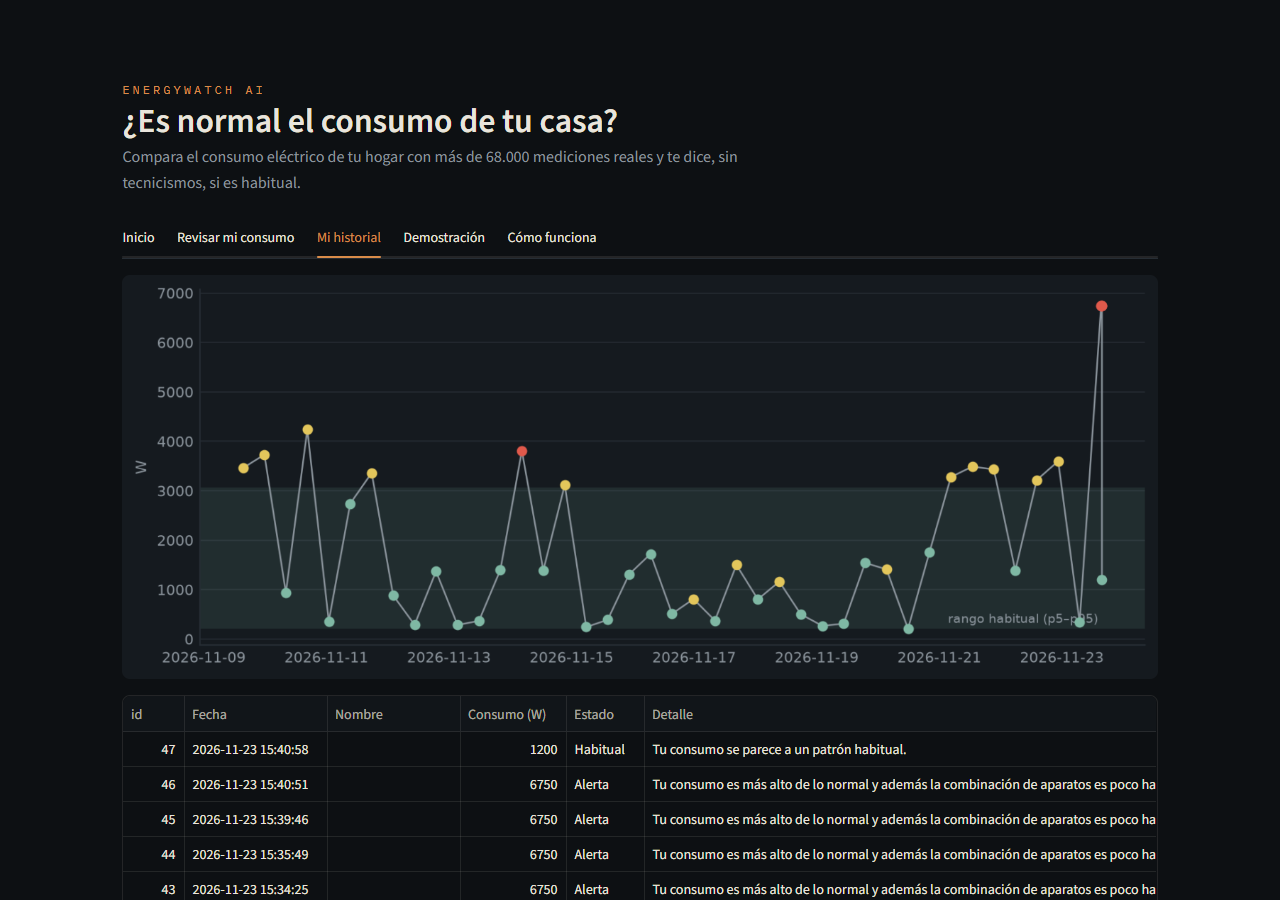 ENERGYWATCH AI
¿Es normal el consumo de tu casa?
Compara el consumo eléctrico de tu hogar con más de 68.000 mediciones reales y te dice, sin
tecnicismos, si es habitual.
Inicio Revisar mi consumo Mi historial Demostración Cómo funciona
7000
6000
5000
4000
W
3000
2000
1000
rango habitual (p5–p95)
0
2026-11-09 2026-11-11 2026-11-13 2026-11-15 2026-11-17 2026-11-19 2026-11-21 2026-11-23
id Fecha Nombre Consumo (W) Estado Detalle
47 2026-11-23 15:40:58 1200 Habitual Tu consumo se parece a un patrón habitual.
46 2026-11-23 15:40:51 6750 Alerta Tu consumo es más alto de lo normal y además la combinación de aparatos es poco ha
45 2026-11-23 15:39:46 6750 Alerta Tu consumo es más alto de lo normal y además la combinación de aparatos es poco ha
44 2026-11-23 15:35:49 6750 Alerta Tu consumo es más alto de lo normal y además la combinación de aparatos es poco ha
43 2026-11-23 15:34:25 6750 Alerta Tu consumo es más alto de lo normal y además la combinación de aparatos es poco ha